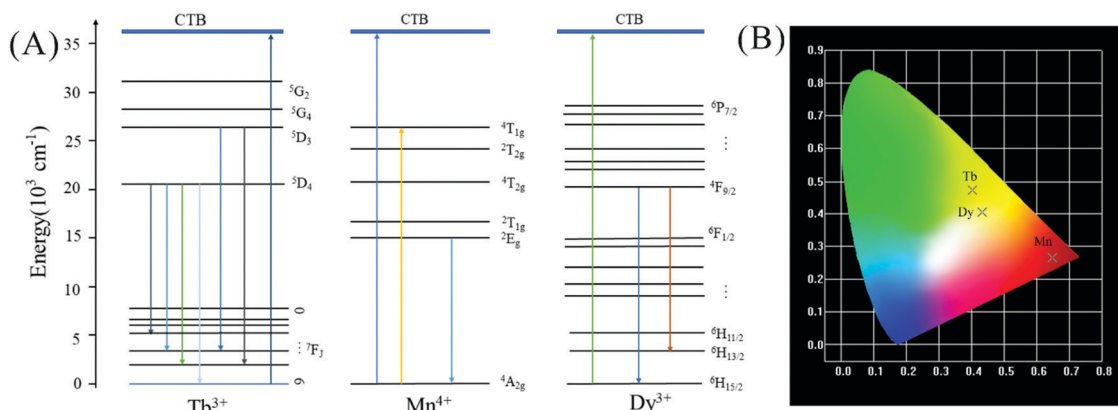 (A)
CTB
CTB
CTB
(B)
Energy(10³ cm⁻¹)
35
30
25
20
15
10
5
0
⁵G₂
⁵G₄
⁵D₃
⁵D₄
0
⋮ ⁷F_J
6
Tb³⁺
⁴T₁g
²T₂g
⁴T₂g
²T₁g
²Eg
⁴A₂g
Mn⁴⁺
⁶P₇/₂
⋮
⁴F₉/₂
⁶F₁/₂
⋮
⁶H₁₁/₂
⁶H₁₃/₂
⁶H₁₅/₂
Dy³⁺
0.9
0.8
0.7
0.6
0.5
0.4
0.3
0.2
0.1
0.0
Tb
Dy
Mn
0.0 0.1 0.2 0.3 0.4 0.5 0.6 0.7 0.8